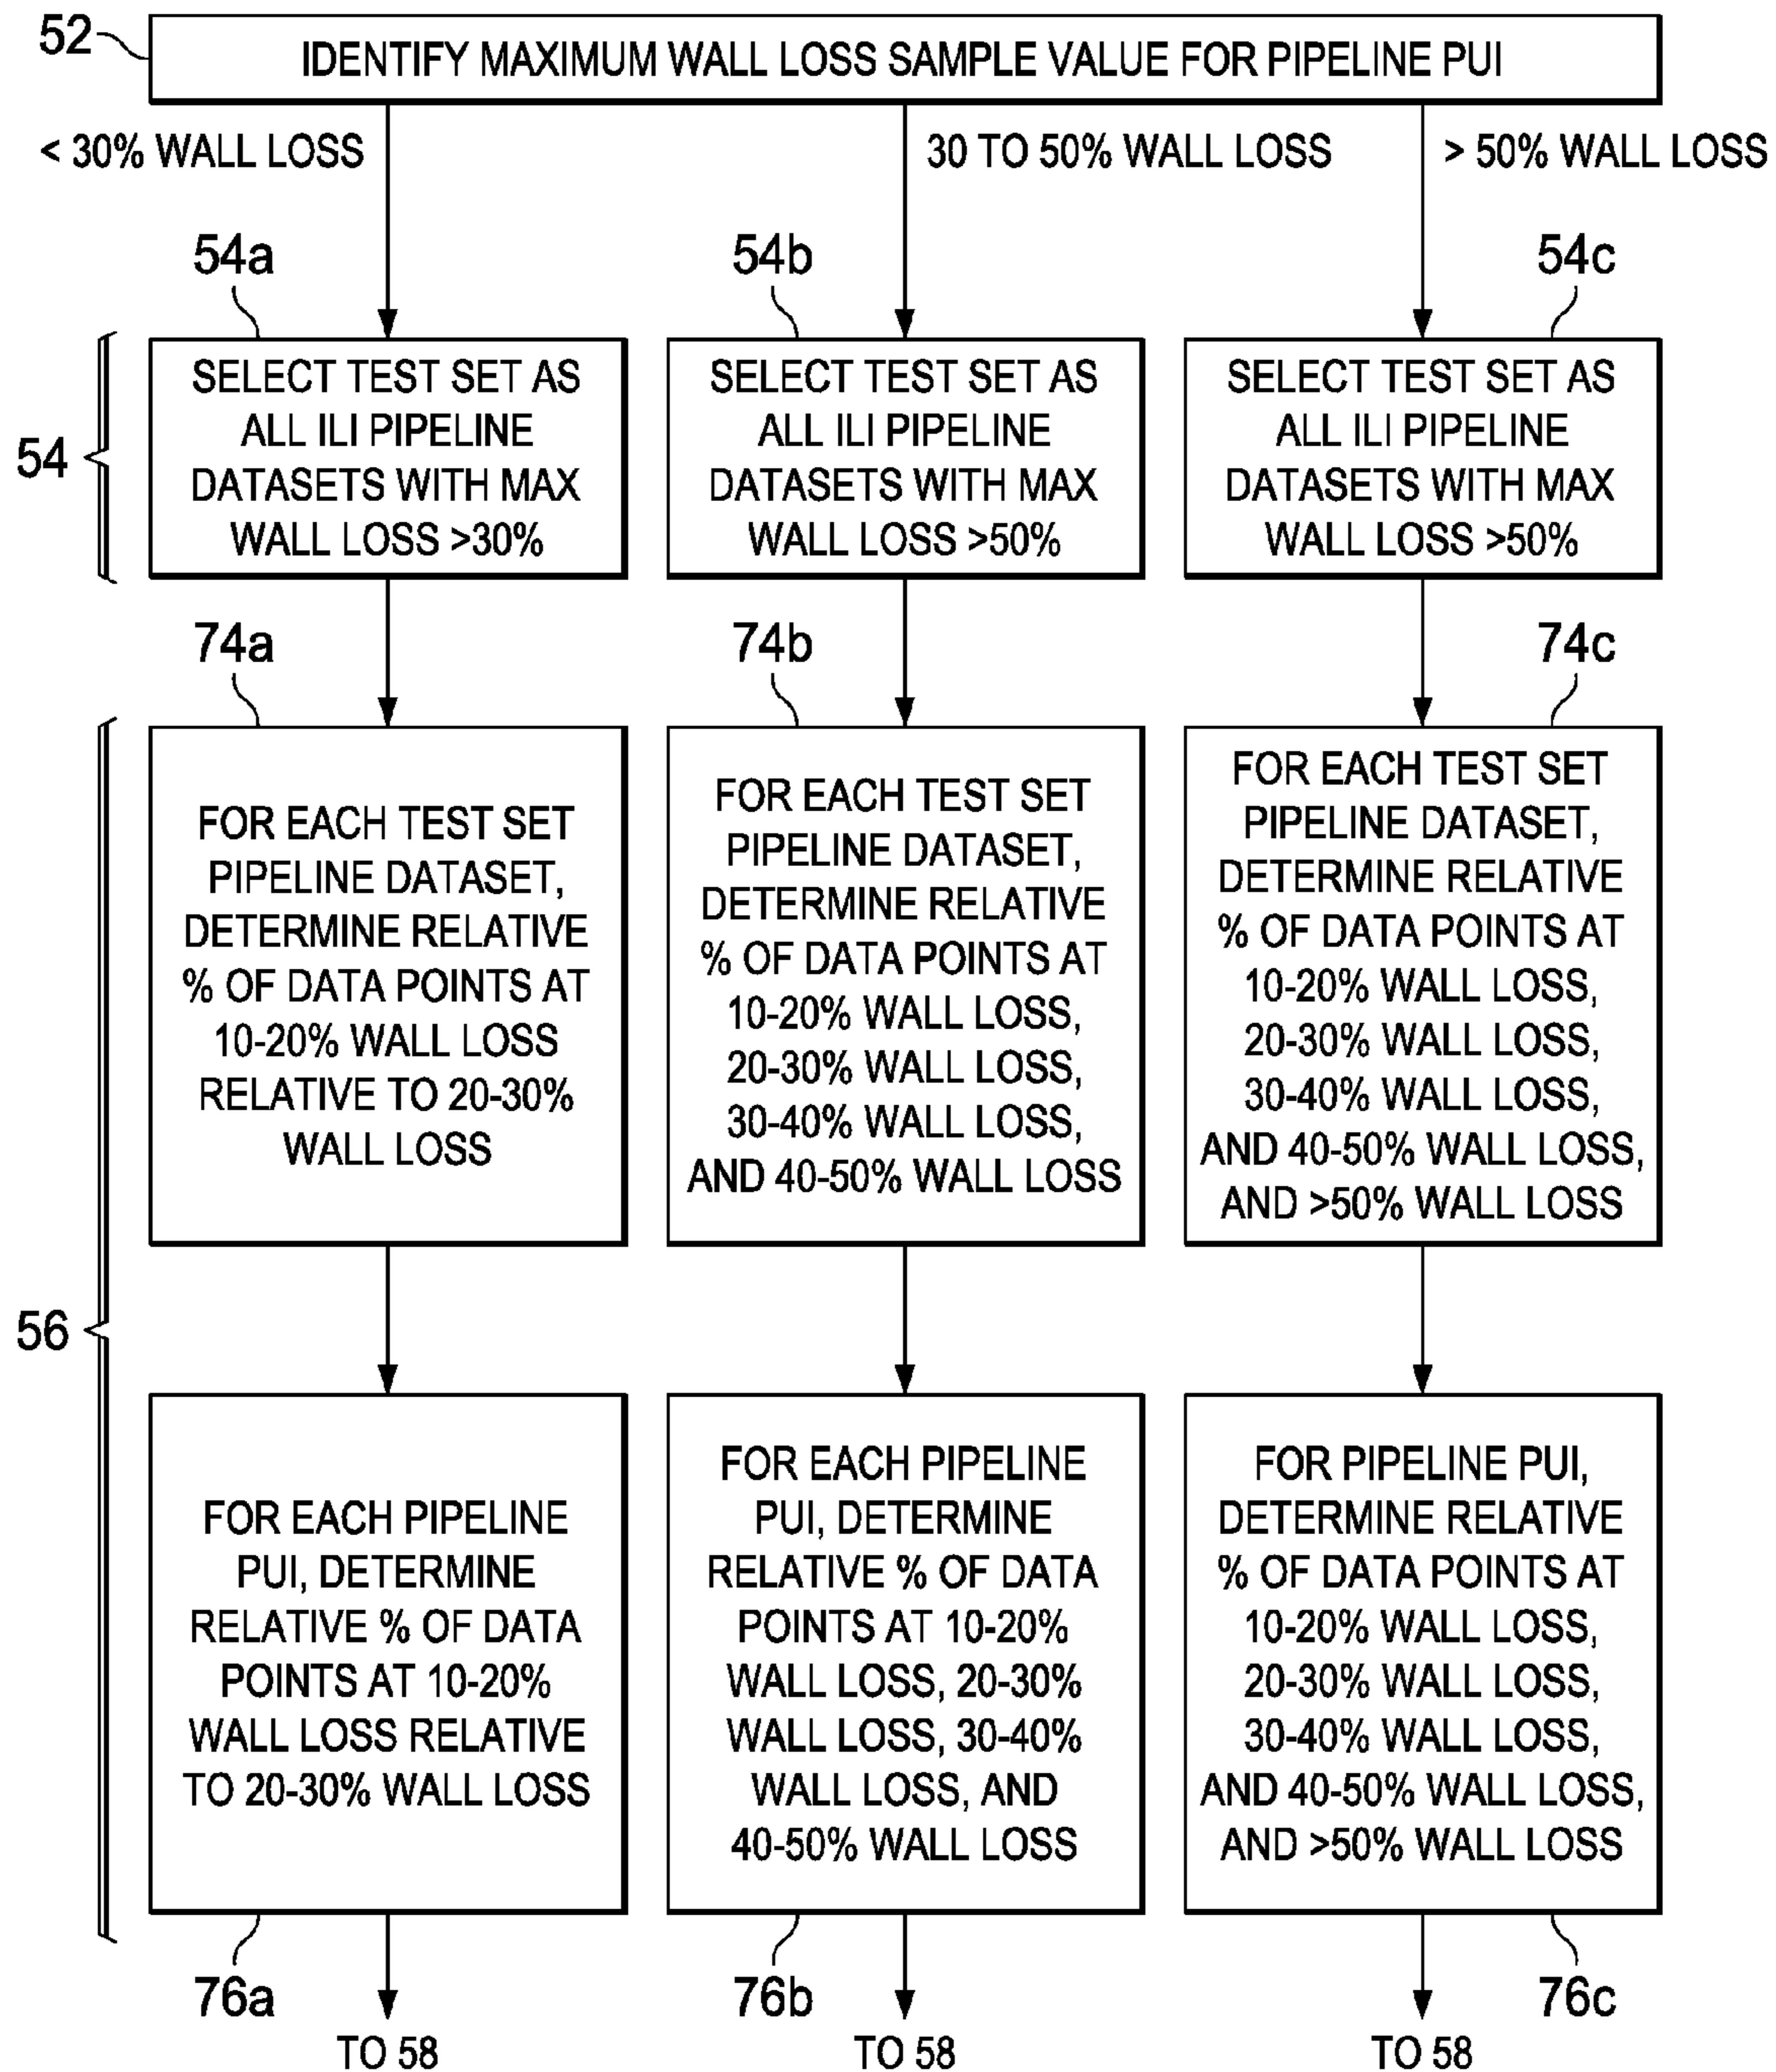 52
IDENTIFY MAXIMUM WALL LOSS SAMPLE VALUE FOR PIPELINE PUI
< 30% WALL LOSS
30 TO 50% WALL LOSS
> 50% WALL LOSS
54
54a
SELECT TEST SET AS
ALL ILI PIPELINE
DATASETS WITH MAX
WALL LOSS >30%
54b
SELECT TEST SET AS
ALL ILI PIPELINE
DATASETS WITH MAX
WALL LOSS >50%
54c
SELECT TEST SET AS
ALL ILI PIPELINE
DATASETS WITH MAX
WALL LOSS >50%
56
74a
FOR EACH TEST SET
PIPELINE DATASET,
DETERMINE RELATIVE
% OF DATA POINTS AT
10-20% WALL LOSS
RELATIVE TO 20-30%
WALL LOSS
74b
FOR EACH TEST SET
PIPELINE DATASET,
DETERMINE RELATIVE
% OF DATA POINTS AT
10-20% WALL LOSS,
20-30% WALL LOSS,
30-40% WALL LOSS,
AND 40-50% WALL LOSS
74c
FOR EACH TEST SET
PIPELINE DATASET,
DETERMINE RELATIVE
% OF DATA POINTS AT
10-20% WALL LOSS,
20-30% WALL LOSS,
30-40% WALL LOSS,
AND 40-50% WALL LOSS,
AND >50% WALL LOSS
FOR EACH PIPELINE
PUI, DETERMINE
RELATIVE % OF DATA
POINTS AT 10-20%
WALL LOSS RELATIVE
TO 20-30% WALL LOSS
76a
TO 58
FOR EACH PIPELINE
PUI, DETERMINE
RELATIVE % OF DATA
POINTS AT 10-20%
WALL LOSS, 20-30%
WALL LOSS, 30-40%
WALL LOSS, AND
40-50% WALL LOSS
76b
TO 58
FOR PIPELINE PUI,
DETERMINE RELATIVE
% OF DATA POINTS AT
10-20% WALL LOSS,
20-30% WALL LOSS,
30-40% WALL LOSS,
AND 40-50% WALL LOSS,
AND >50% WALL LOSS
76c
TO 58